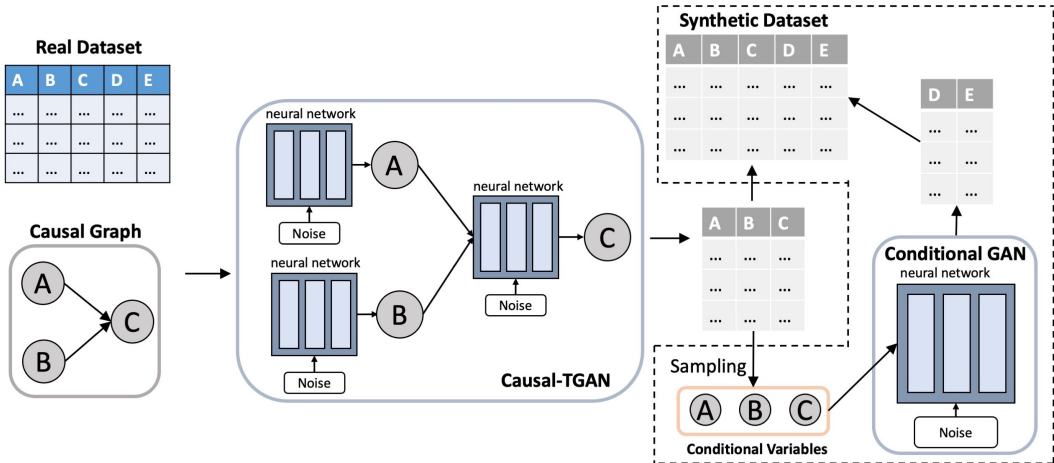 Real Dataset
A B C D E
... ... ... ... ...
... ... ... ... ...
... ... ... ... ...
Causal Graph
A
B
C
neural network
A
Noise
neural network
B
Noise
neural network
C
Noise
Causal-TGAN
Synthetic Dataset
A B C D E
... ... ... ... ...
... ... ... ... ...
... ... ... ... ...
A B C
... ... ...
... ... ...
... ... ...
Sampling
A B C
Conditional Variables
D E
... ...
... ...
... ...
Conditional GAN
neural network
Noise